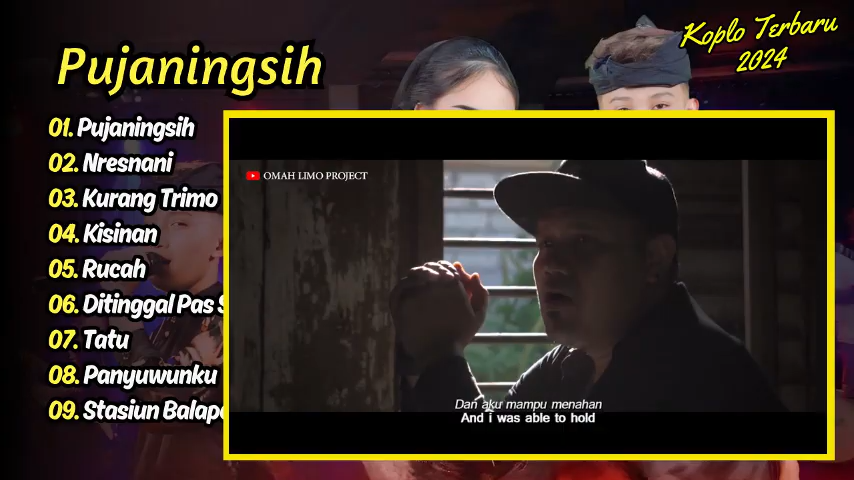 Koplo Terbaru
2024
Pujaningsih
01. Pujaningsih
02. Nresnani
03. Kurang Trimo
04. Kisinan
05. Rucah
06. Ditinggal Pas
07. Tatu
08. Panyuwunku
09. Stasiun Balap
OMAH LIMO PROJECT
Dan aku mampu menahan
And i was able to hold